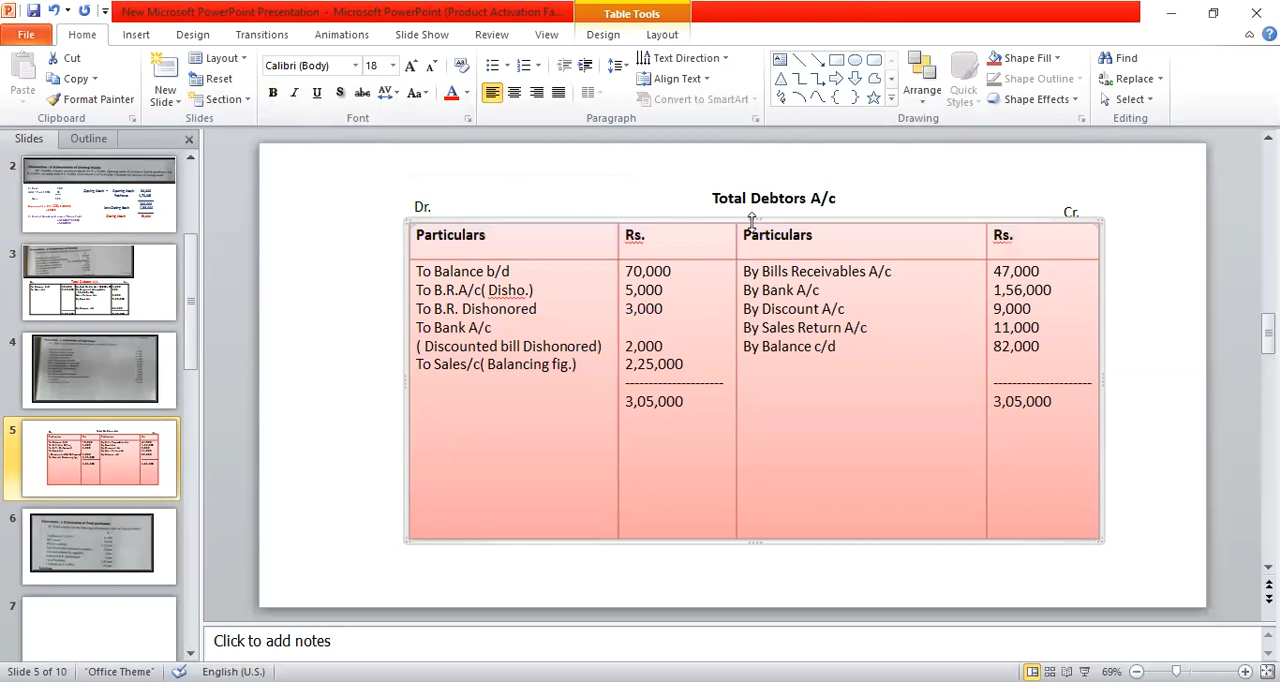 New Microsoft PowerPoint Presentation - Microsoft PowerPoint (Product Activation Fa...
Table Tools
File Home Insert Design Transitions Animations Slide Show Review View Design Layout
Cut
Copy
Format Painter
Paste
Clipboard
New Slide
Layout
Reset
Section
Slides
Calibri (Body) 18
Font
Text Direction
Align Text
Convert to SmartArt
Paragraph
Arrange
Quick Styles
Shape Fill
Shape Outline
Shape Effects
Drawing
Find
Replace
Select
Editing
Slides Outline
2
3
4
5
6
7
Total Debtors A/c
Dr. Cr.
Particulars Rs. Particulars Rs.
To Balance b/d 70,000 By Bills Receivables A/c 47,000
To B.R.A/c( Disho.) 5,000 By Bank A/c 1,56,000
To B.R. Dishonored 3,000 By Discount A/c 9,000
To Bank A/c By Sales Return A/c 11,000
( Discounted bill Dishonored) 2,000 By Balance c/d 82,000
To Sales/c( Balancing fig.) 2,25,000
--------------------- ---------------------
3,05,000 3,05,000
Click to add notes
Slide 5 of 10 "Office Theme" English (U.S.) 69%